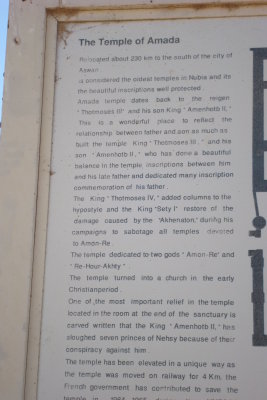 The Temple of Amada
Relocated about 230 km to the south of the city of
Aswan .
Is considered the oldest temples in Nubia and its
the beautiful inscriptions well protected .
Amada temple dates back to the reigen
"Thotmoses III" and his son King "Amenhotb II, "
This is a wonderful place to reflect the
relationship between father and son as much as
built the temple King "Thotmoses III, " and his
son "Amenhotb II, " who has done a beautiful
balance in the temple inscriptions between him
and his late father and dedicated many inscription
commemoration of his father .
The King "Thotmoses IV," added columns to the
hypostyle and the King "Sety I" restore of the
damage caused by the "Akhenaton," during his
campaigns to sabotage all temples devoted
to Amon-Re .
The temple dedicated to two gods " Amon-Re" and
" Re-Hour-Akhty " .
The temple turned into a church in the early
Christianperiod .
One of the most important relief in the temple
located in the room at the end of the sanctuary is
carved written that the King " Amenhotb II, " has
sloughed seven princes of Nehsy because of their
conspiracy against him .
The temple has been elevated in a unique way as
the temple was moved on railway for 4 Km, the
French government has contributed to save the
temple in